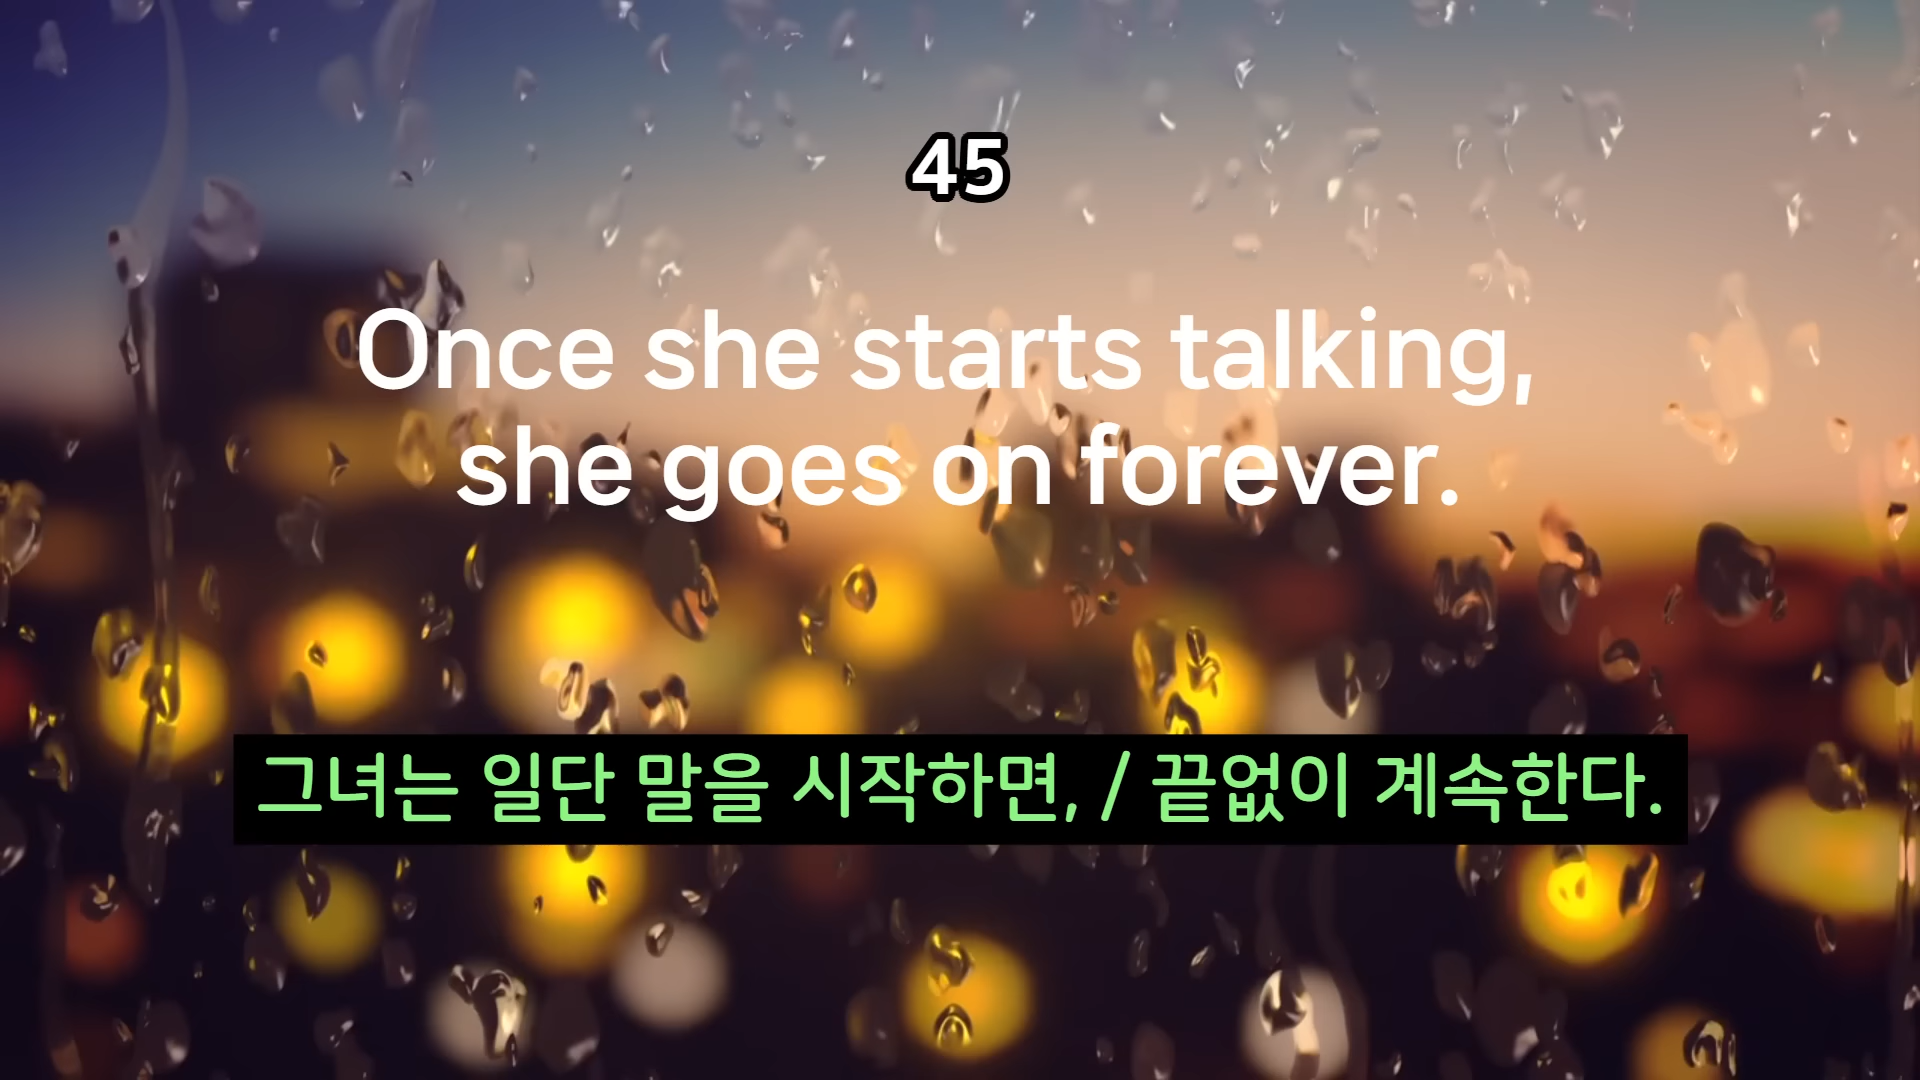 45
Once she starts talking,
she goes on forever.
그녀는 일단 말을 시작하면, / 끝없이 계속한다.